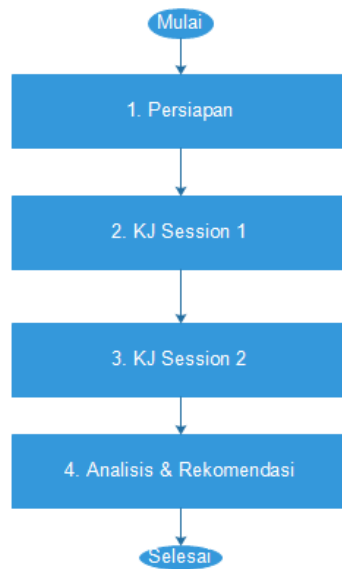 Mulai
1. Persiapan
2. KJ Session 1
3. KJ Session 2
4. Analisis & Rekomendasi
Selesai